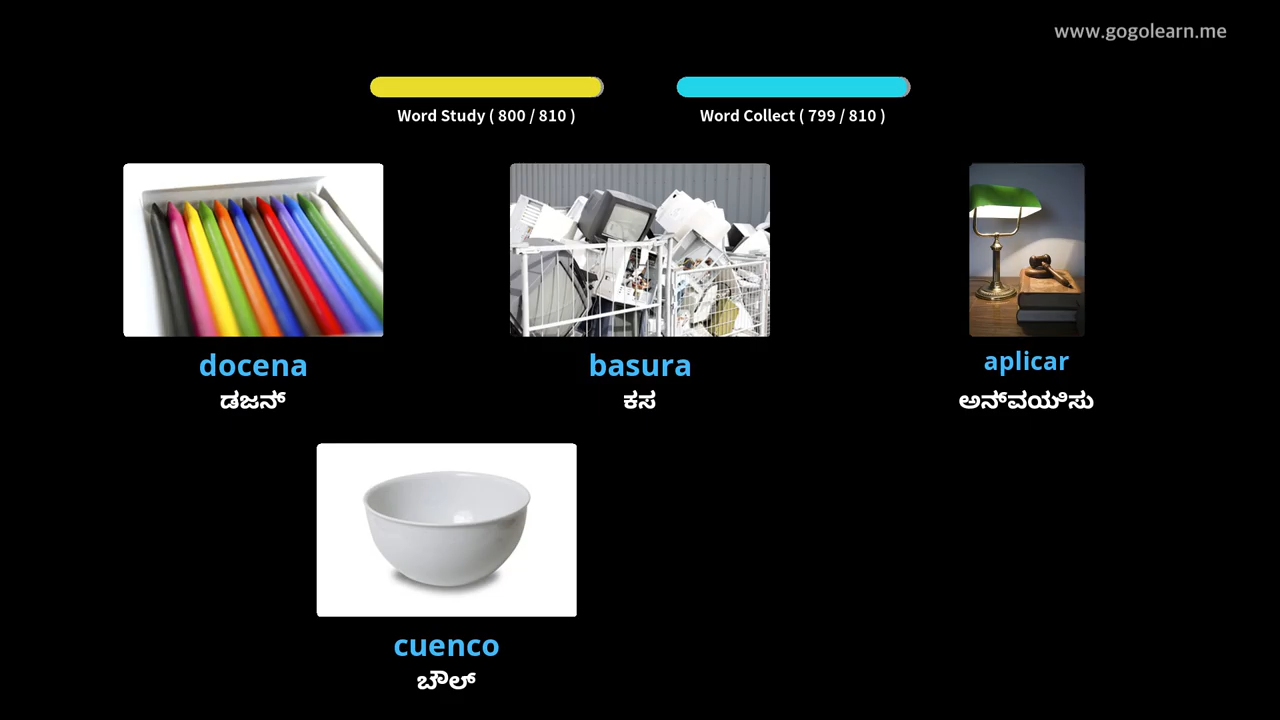 www.gogolearn.me
Word Study ( 800 / 810 )
Word Collect ( 799 / 810 )
docena
ಡಜನ್
basura
ಕಸ
aplicar
ಅನ್ವಯಿಸು
cuenco
ಬೌಲ್